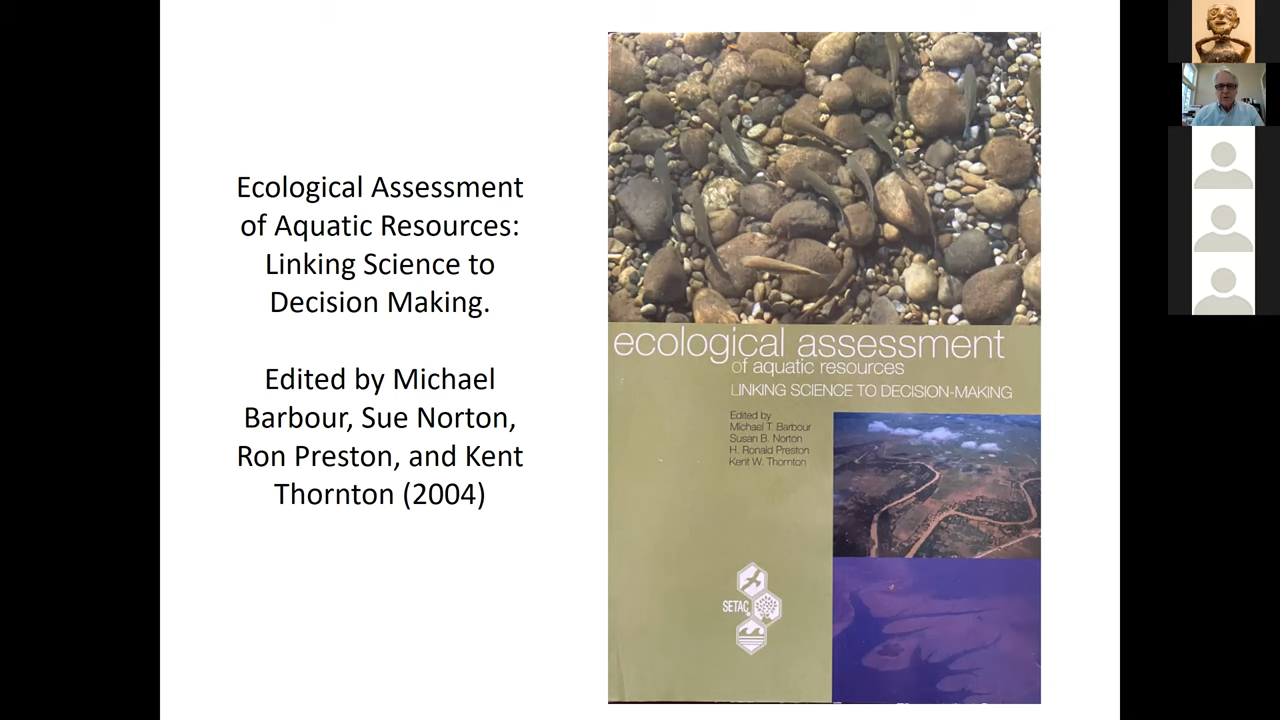 Ecological Assessment
of Aquatic Resources:
Linking Science to
Decision Making.
Edited by Michael
Barbour, Sue Norton,
Ron Preston, and Kent
Thornton (2004)
ecological assessment
of aquatic resources
LINKING SCIENCE TO DECISION-MAKING
Edited by
Michael T. Barbour
Susan B. Norton
H. Ronald Preston
Kent W. Thornton
SETAC